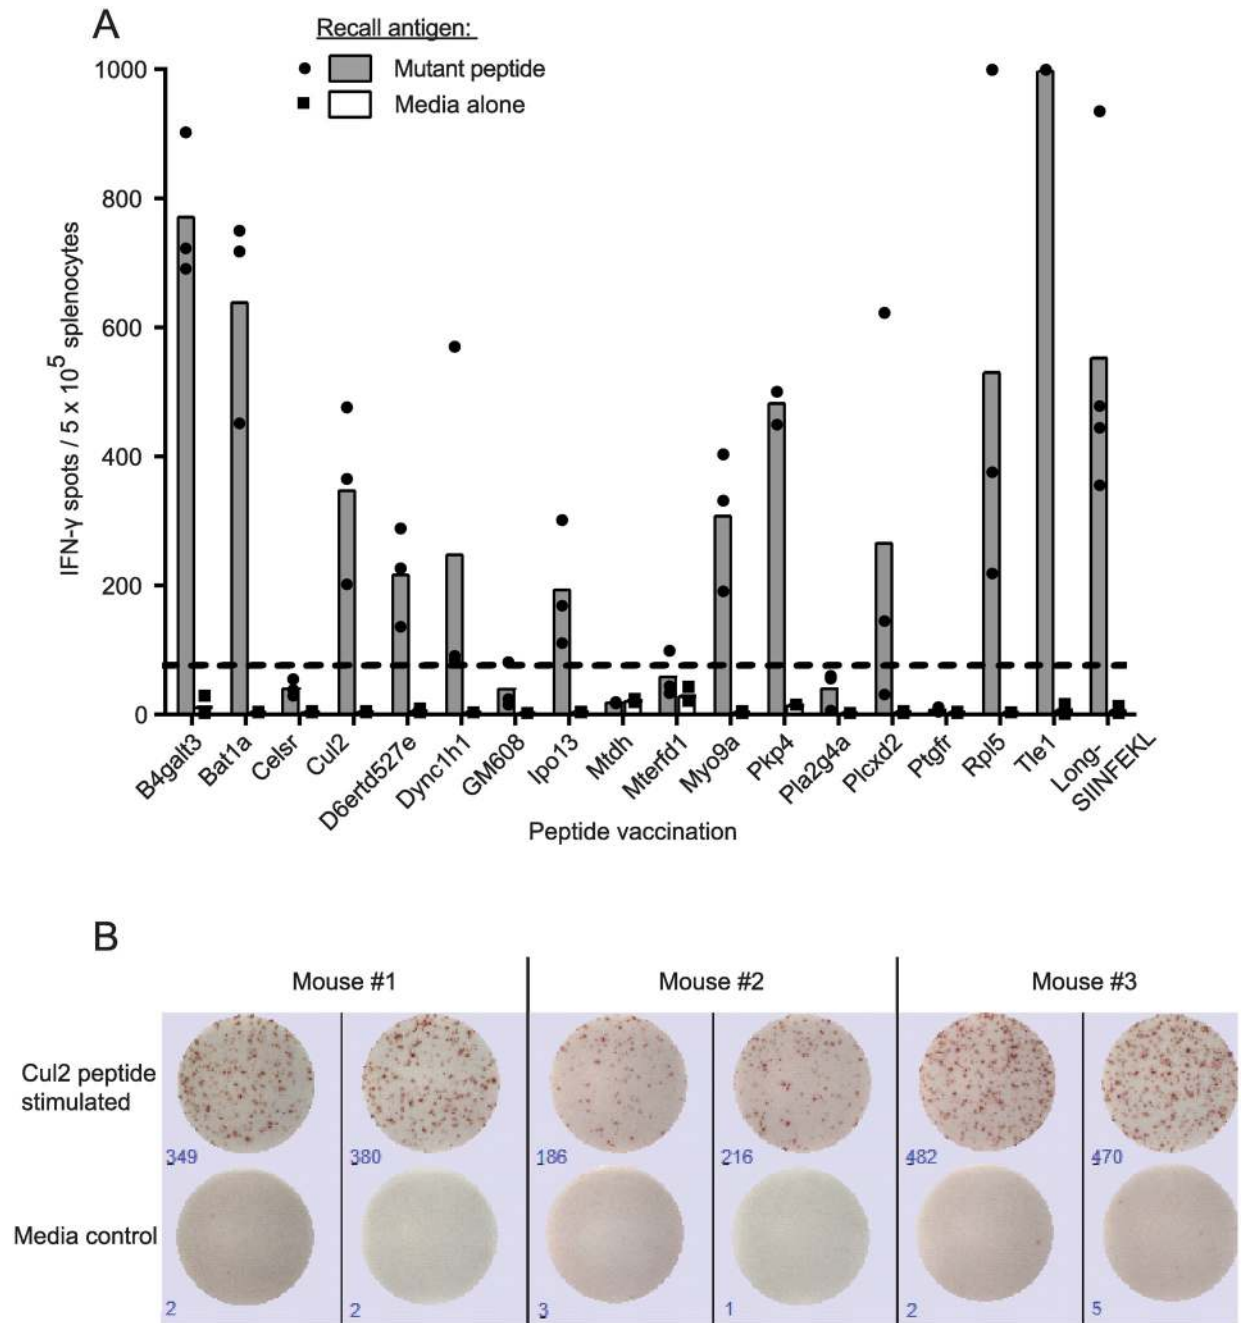 A
Recall antigen:
Mutant peptide
Media alone
1000
800
600
400
200
0
IFN-γ spots / 5 x 10^5 splenocytes
B4galt3
Bat1a
Celsr
Cul2
D6ertd527e
Dync1h1
GM608
Ipo13
Mtdh
Mterfd1
Myo9a
Pkp4
Pla2g4a
Plcxd2
Ptgfr
Rpl5
Tle1
Long-
SIINFEKL
Peptide vaccination
B
Mouse #1
Mouse #2
Mouse #3
Cul2 peptide
stimulated
349
380
186
216
482
470
Media control
2
2
3
1
2
5